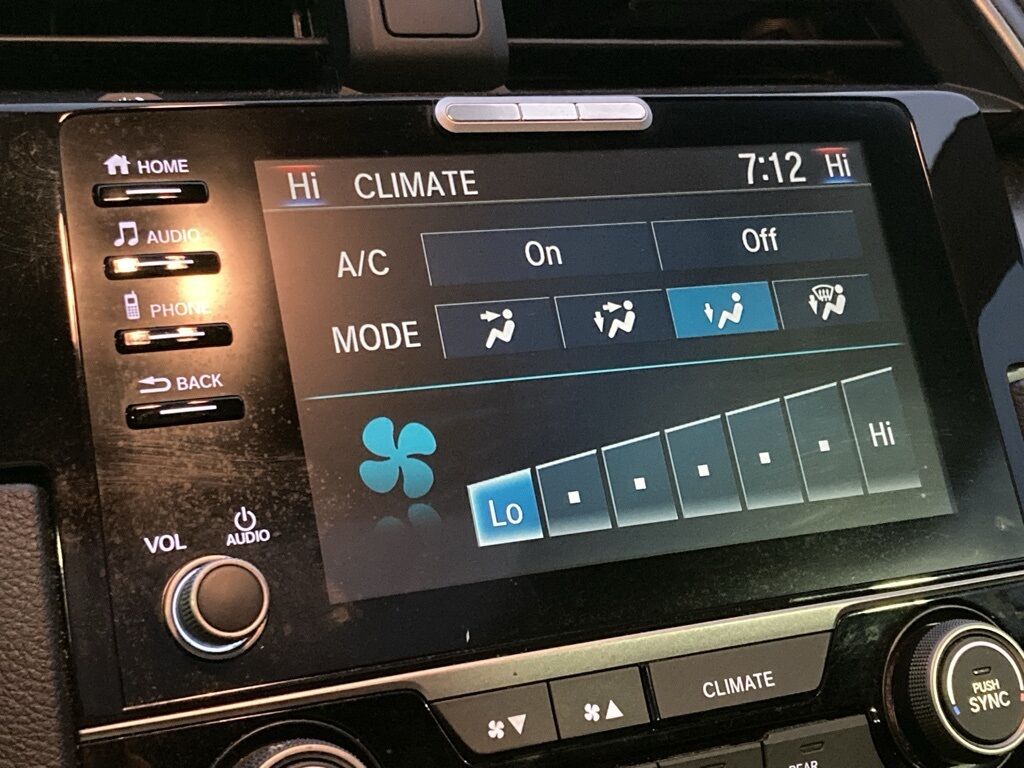 HOME
AUDIO
PHONE
BACK
VOL
AUDIO
Hi CLIMATE 7:12 Hi
A/C On Off
MODE
Lo Hi
CLIMATE
PUSH
SYNC
REAR